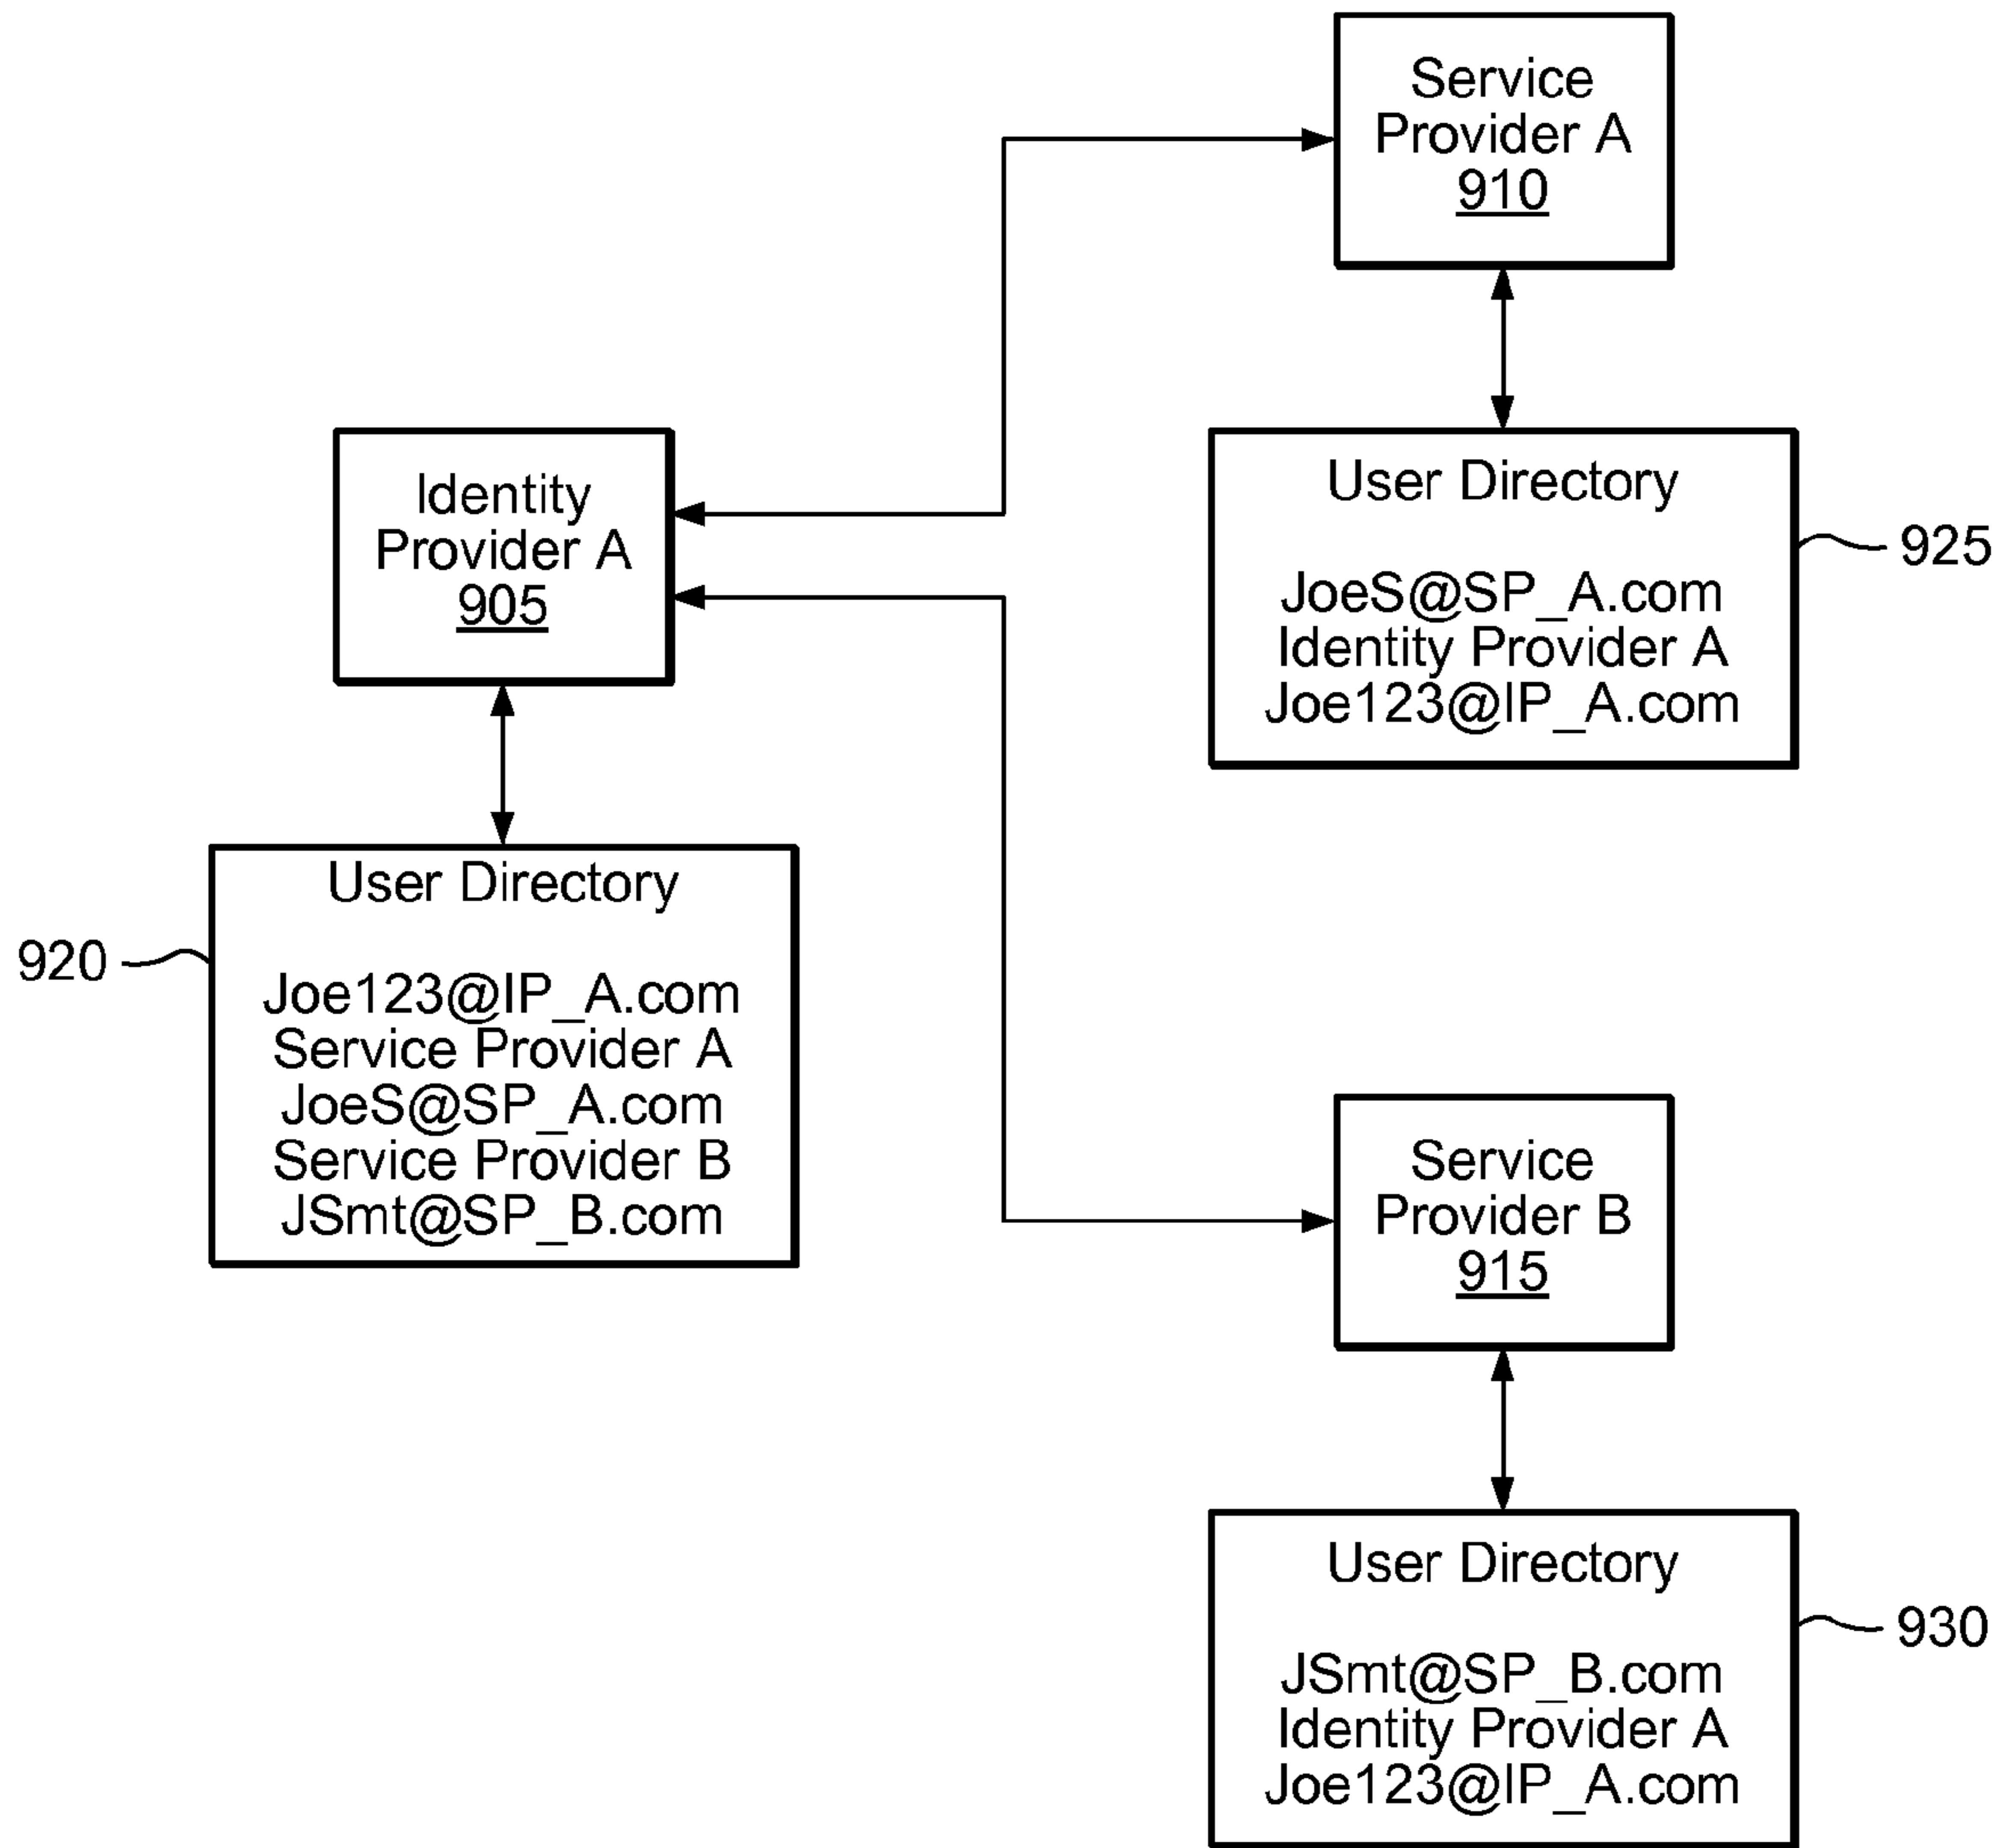 Service
Provider A
910
Identity
Provider A
905
User Directory
JoeS@SP_A.com
Identity Provider A
Joe123@IP_A.com
925
User Directory
Joe123@IP_A.com
Service Provider A
JoeS@SP_A.com
Service Provider B
JSmt@SP_B.com
920
Service
Provider B
915
User Directory
JSmt@SP_B.com
Identity Provider A
Joe123@IP_A.com
930